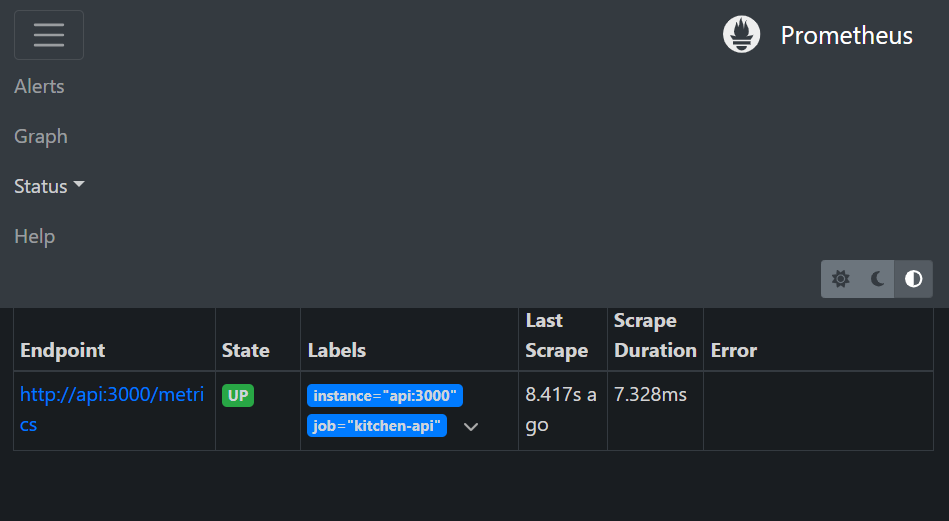 Prometheus
Alerts
Graph
Status
Help
Endpoint State Labels Last Scrape Scrape Duration Error
http://api:3000/metri UP instance="api:3000" 8.417s a 7.328ms
cs job="kitchen-api" go